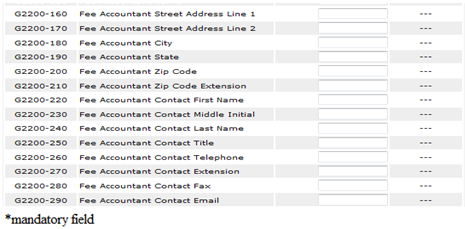 G2200-160 Fee Accountant Street Address Line 1 ---
G2200-170 Fee Accountant Street Address Line 2 ---
G2200-180 Fee Accountant City ---
G2200-190 Fee Accountant State ---
G2200-200 Fee Accountant Zip Code ---
G2200-210 Fee Accountant Zip Code Extension ---
G2200-220 Fee Accountant Contact First Name ---
G2200-230 Fee Accountant Contact Middle Initial ---
G2200-240 Fee Accountant Contact Last Name ---
G2200-250 Fee Accountant Contact Title ---
G2200-260 Fee Accountant Contact Telephone ---
G2200-270 Fee Accountant Contact Extension ---
G2200-280 Fee Accountant Contact Fax ---
G2200-290 Fee Accountant Contact Email ---
*mandatory field